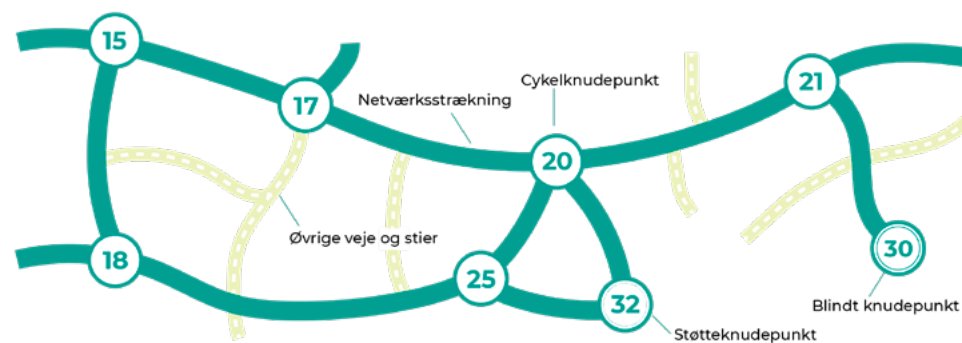 15
21
Cykelknudepunkt
17
Netværksstrækning
20
Øvrige veje og stier
18
25
30
32
Blindt knudepunkt
Støtteknudepunkt